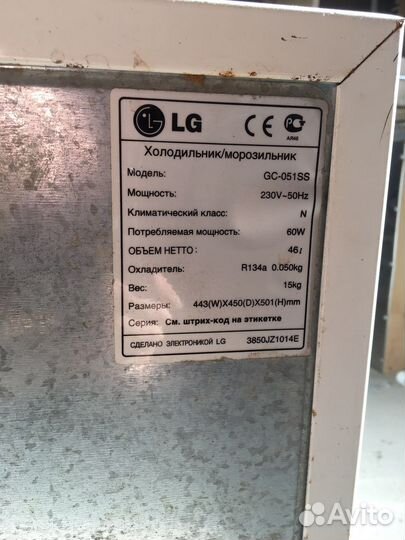 LG CE PC
АЯ46
Холодильник/морозильник
Модель: GC-051SS
Мощность: 230V~50Hz
Климатический класс: N
Потребляемая мощность: 60W
ОБЪЕМ НЕТТО: 46l
Охладитель: R134a 0.050kg
Вес: 15kg
Размеры: 443(W)X450(D)X501(H)mm
Серия: См. штрих-код на этикетке
СДЕЛАНО ЭЛЕКТРОНИКОЙ LG 3850JZ1014E
Avito